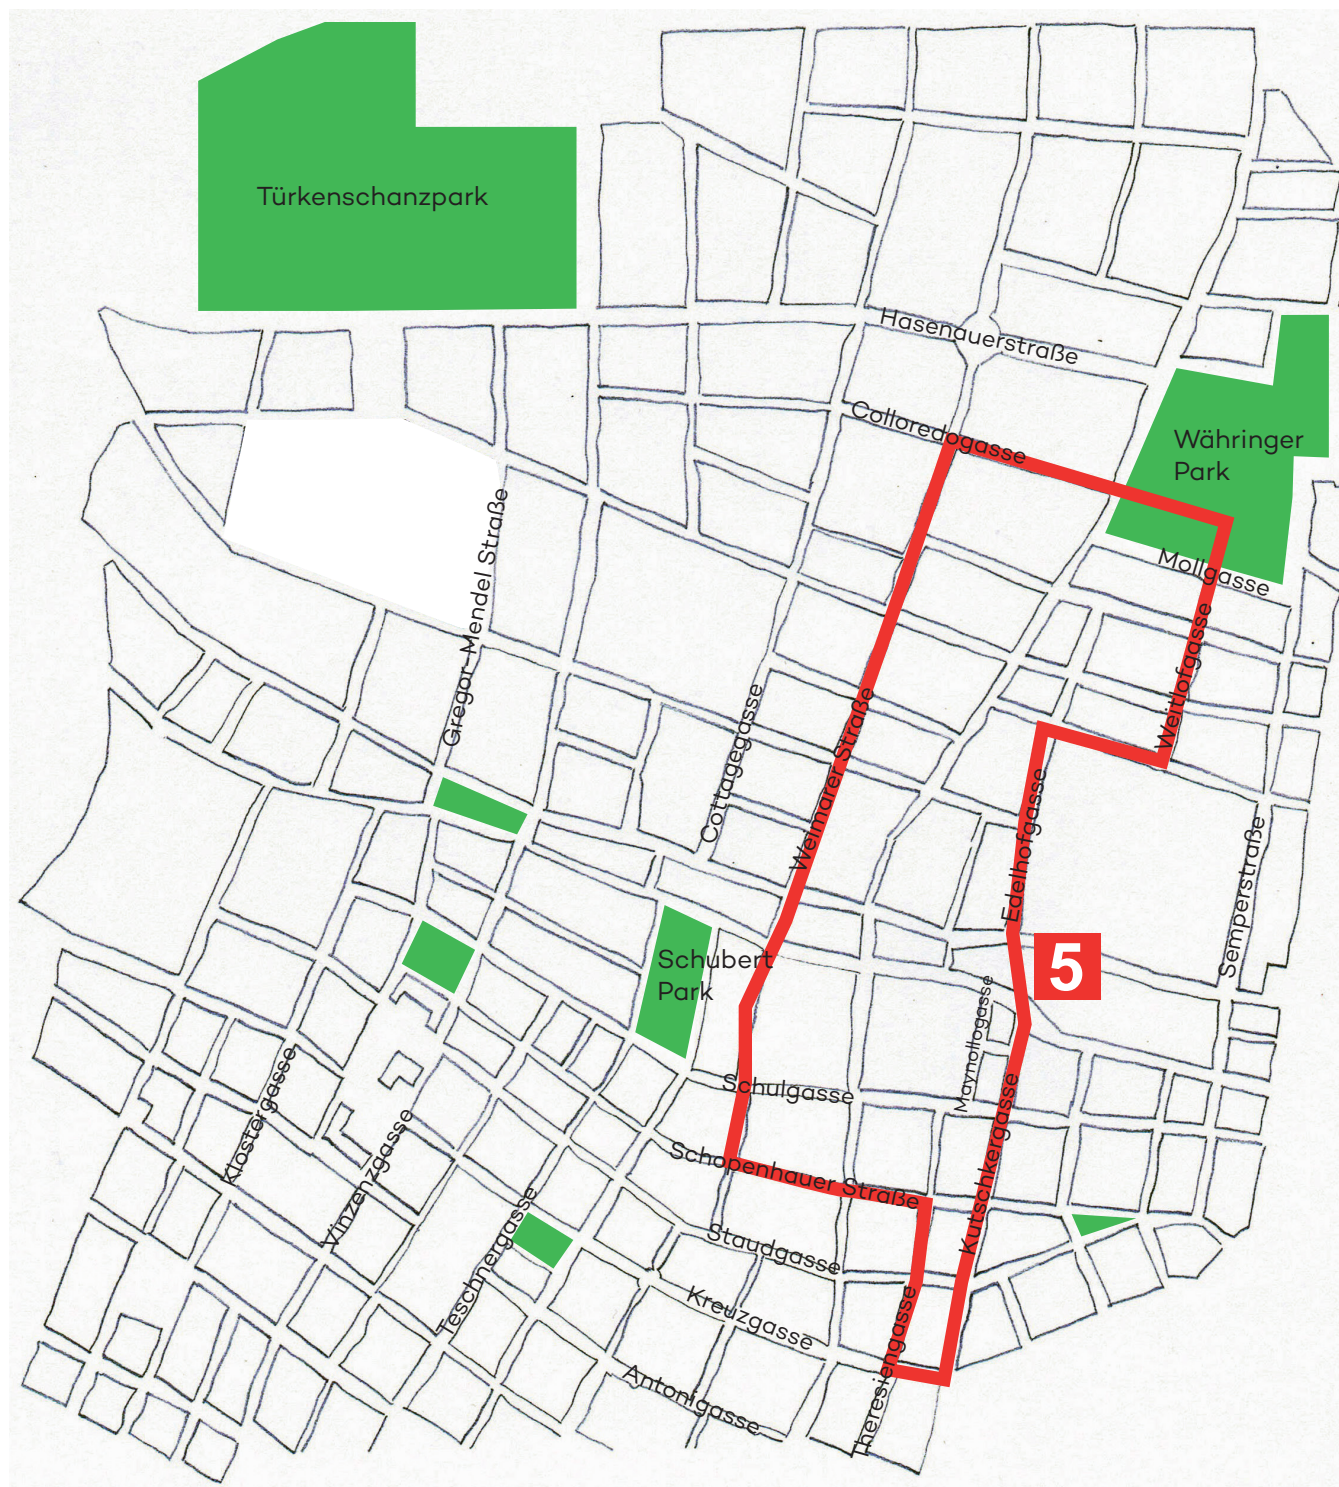 Türkenschanzpark
Hasenauerstraße
Colloredogasse
Währinger
Park
Mollgasse
Gregor-Mendel Straße
Weitlofgasse
Cottagegasse
Weimarer Straße
Edelhofgasse
Semperstraße
Schubert
Park
5
Maynollogasse
Schulgasse
Klostergasse
Vinzenzgasse
Schopenhauer Straße
Kutschkergasse
Teschnergasse
Staudgasse
Kreuzgasse
Theresiengasse
Antonigasse